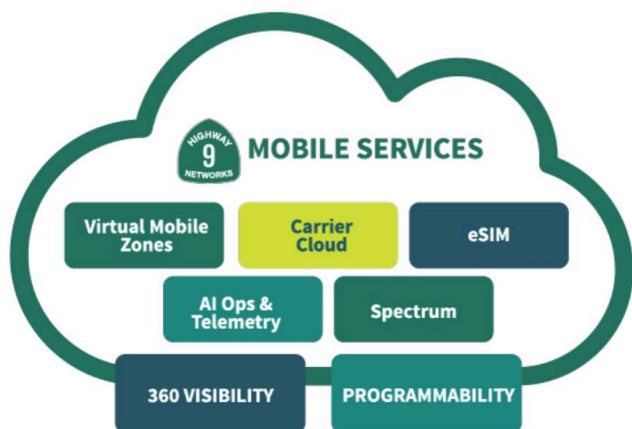 HIGHWAY
9
NETWORKS
MOBILE SERVICES
Virtual Mobile
Zones
Carrier
Cloud
eSIM
AI Ops &
Telemetry
Spectrum
360 VISIBILITY
PROGRAMMABILITY